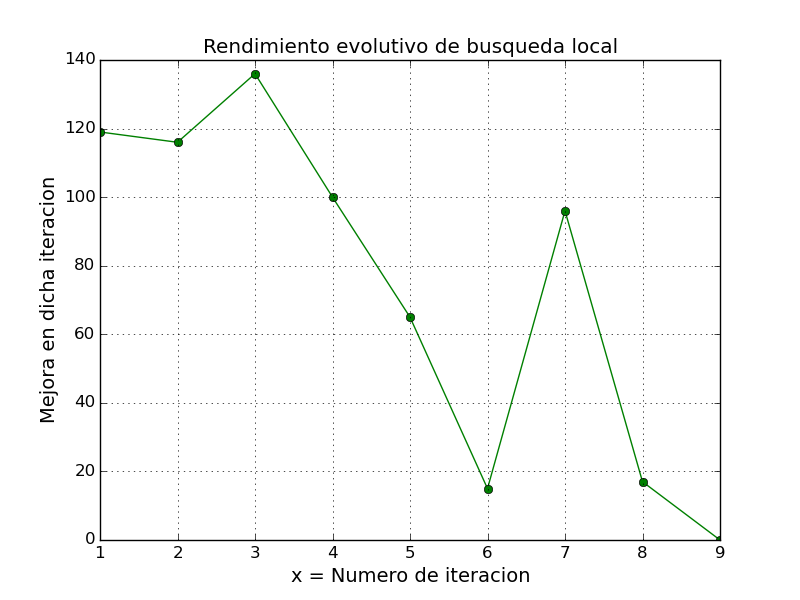 Rendimiento evolutivo de busqueda local
140
120
100
80
60
40
20
0
Mejora en dicha iteracion
1 2 3 4 5 6 7 8 9
x = Numero de iteracion